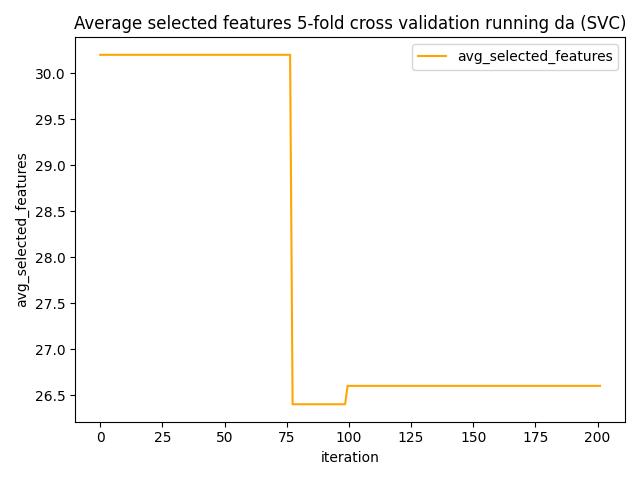 Average selected features 5-fold cross validation running da (SVC)
avg_selected_features
avg_selected_features
30.0
29.5
29.0
28.5
28.0
27.5
27.0
26.5
0 25 50 75 100 125 150 175 200
iteration